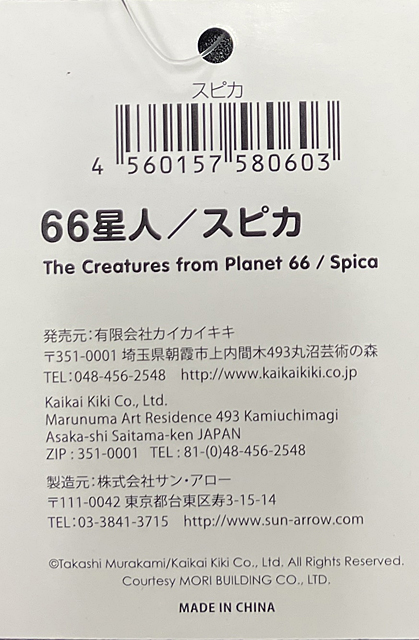 スピカ
4 560157 580603
66星人／スピカ
The Creatures from Planet 66 / Spica
発売元：有限会社カイカイキキ
〒351-0001 埼玉県朝霞市上内間木493丸沼芸術の森
TEL：048-456-2548 http://www.kaikaikiki.co.jp
Kaikai Kiki Co., Ltd.
Marunuma Art Residence 493 Kamiuchimagi
Asaka-shi Saitama-ken JAPAN
ZIP : 351-0001 TEL : 81-(0)48-456-2548
製造元：株式会社サン・アロー
〒111-0042 東京都台東区寿3-15-14
TEL：03-3841-3715 http://www.sun-arrow.com
©Takashi Murakami/Kaikai Kiki Co., Ltd. All Rights Reserved.
Courtesy MORI BUILDING CO., LTD.
MADE IN CHINA